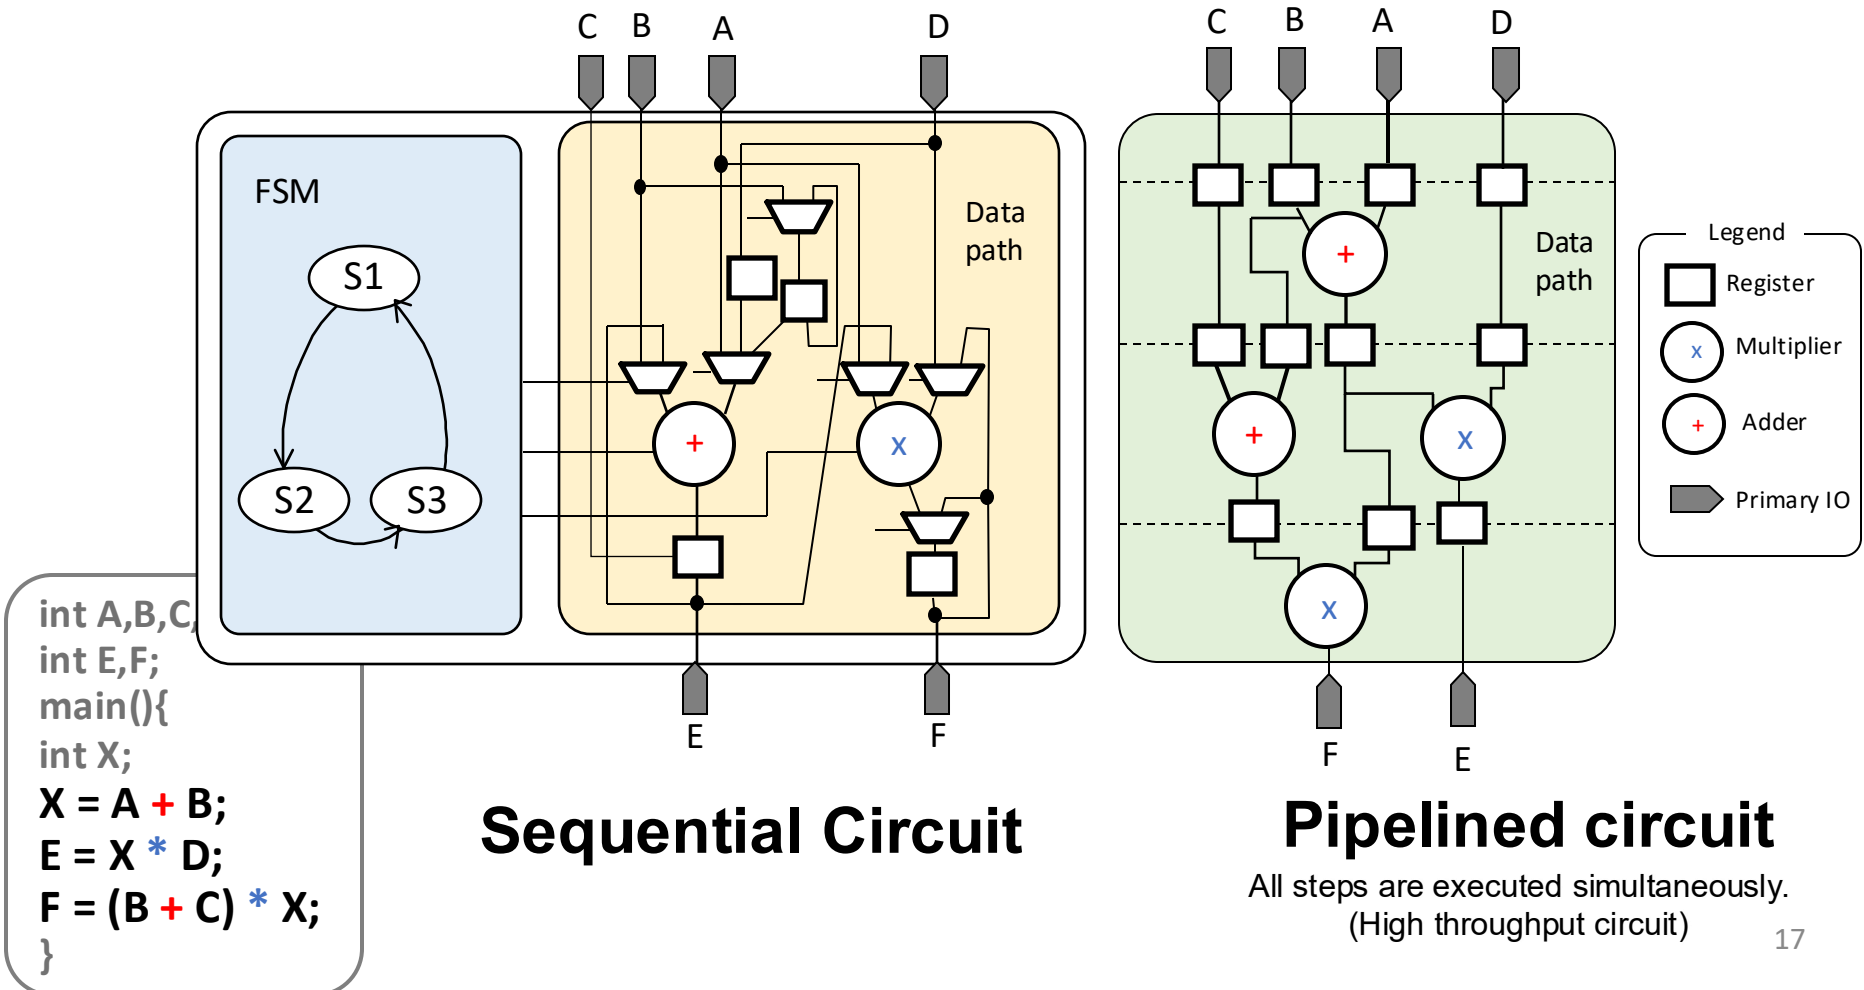 C B A D
C B A D
FSM
S1
S2
S3
Data
path
+
x
E
F
Data
path
+
+
x
x
F
E
Legend
Register
x
Multiplier
+
Adder
Primary IO
int A,B,C,
int E,F;
main(){
int X;
X = A + B;
E = X * D;
F = (B + C) * X;
}
Sequential Circuit
Pipelined circuit
All steps are executed simultaneously.
(High throughput circuit)
17